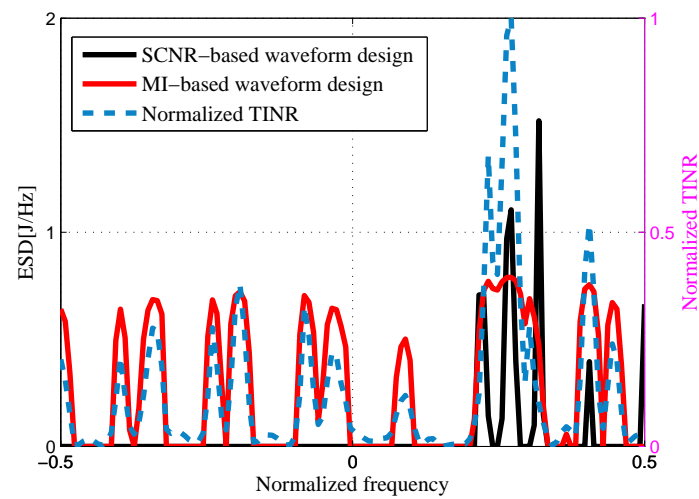 2
1
0
ESD[J/Hz]
SCNR−based waveform design
MI−based waveform design
Normalized TINR
−0.5
0
0.5
Normalized frequency
1
0.5
0
Normalized TINR